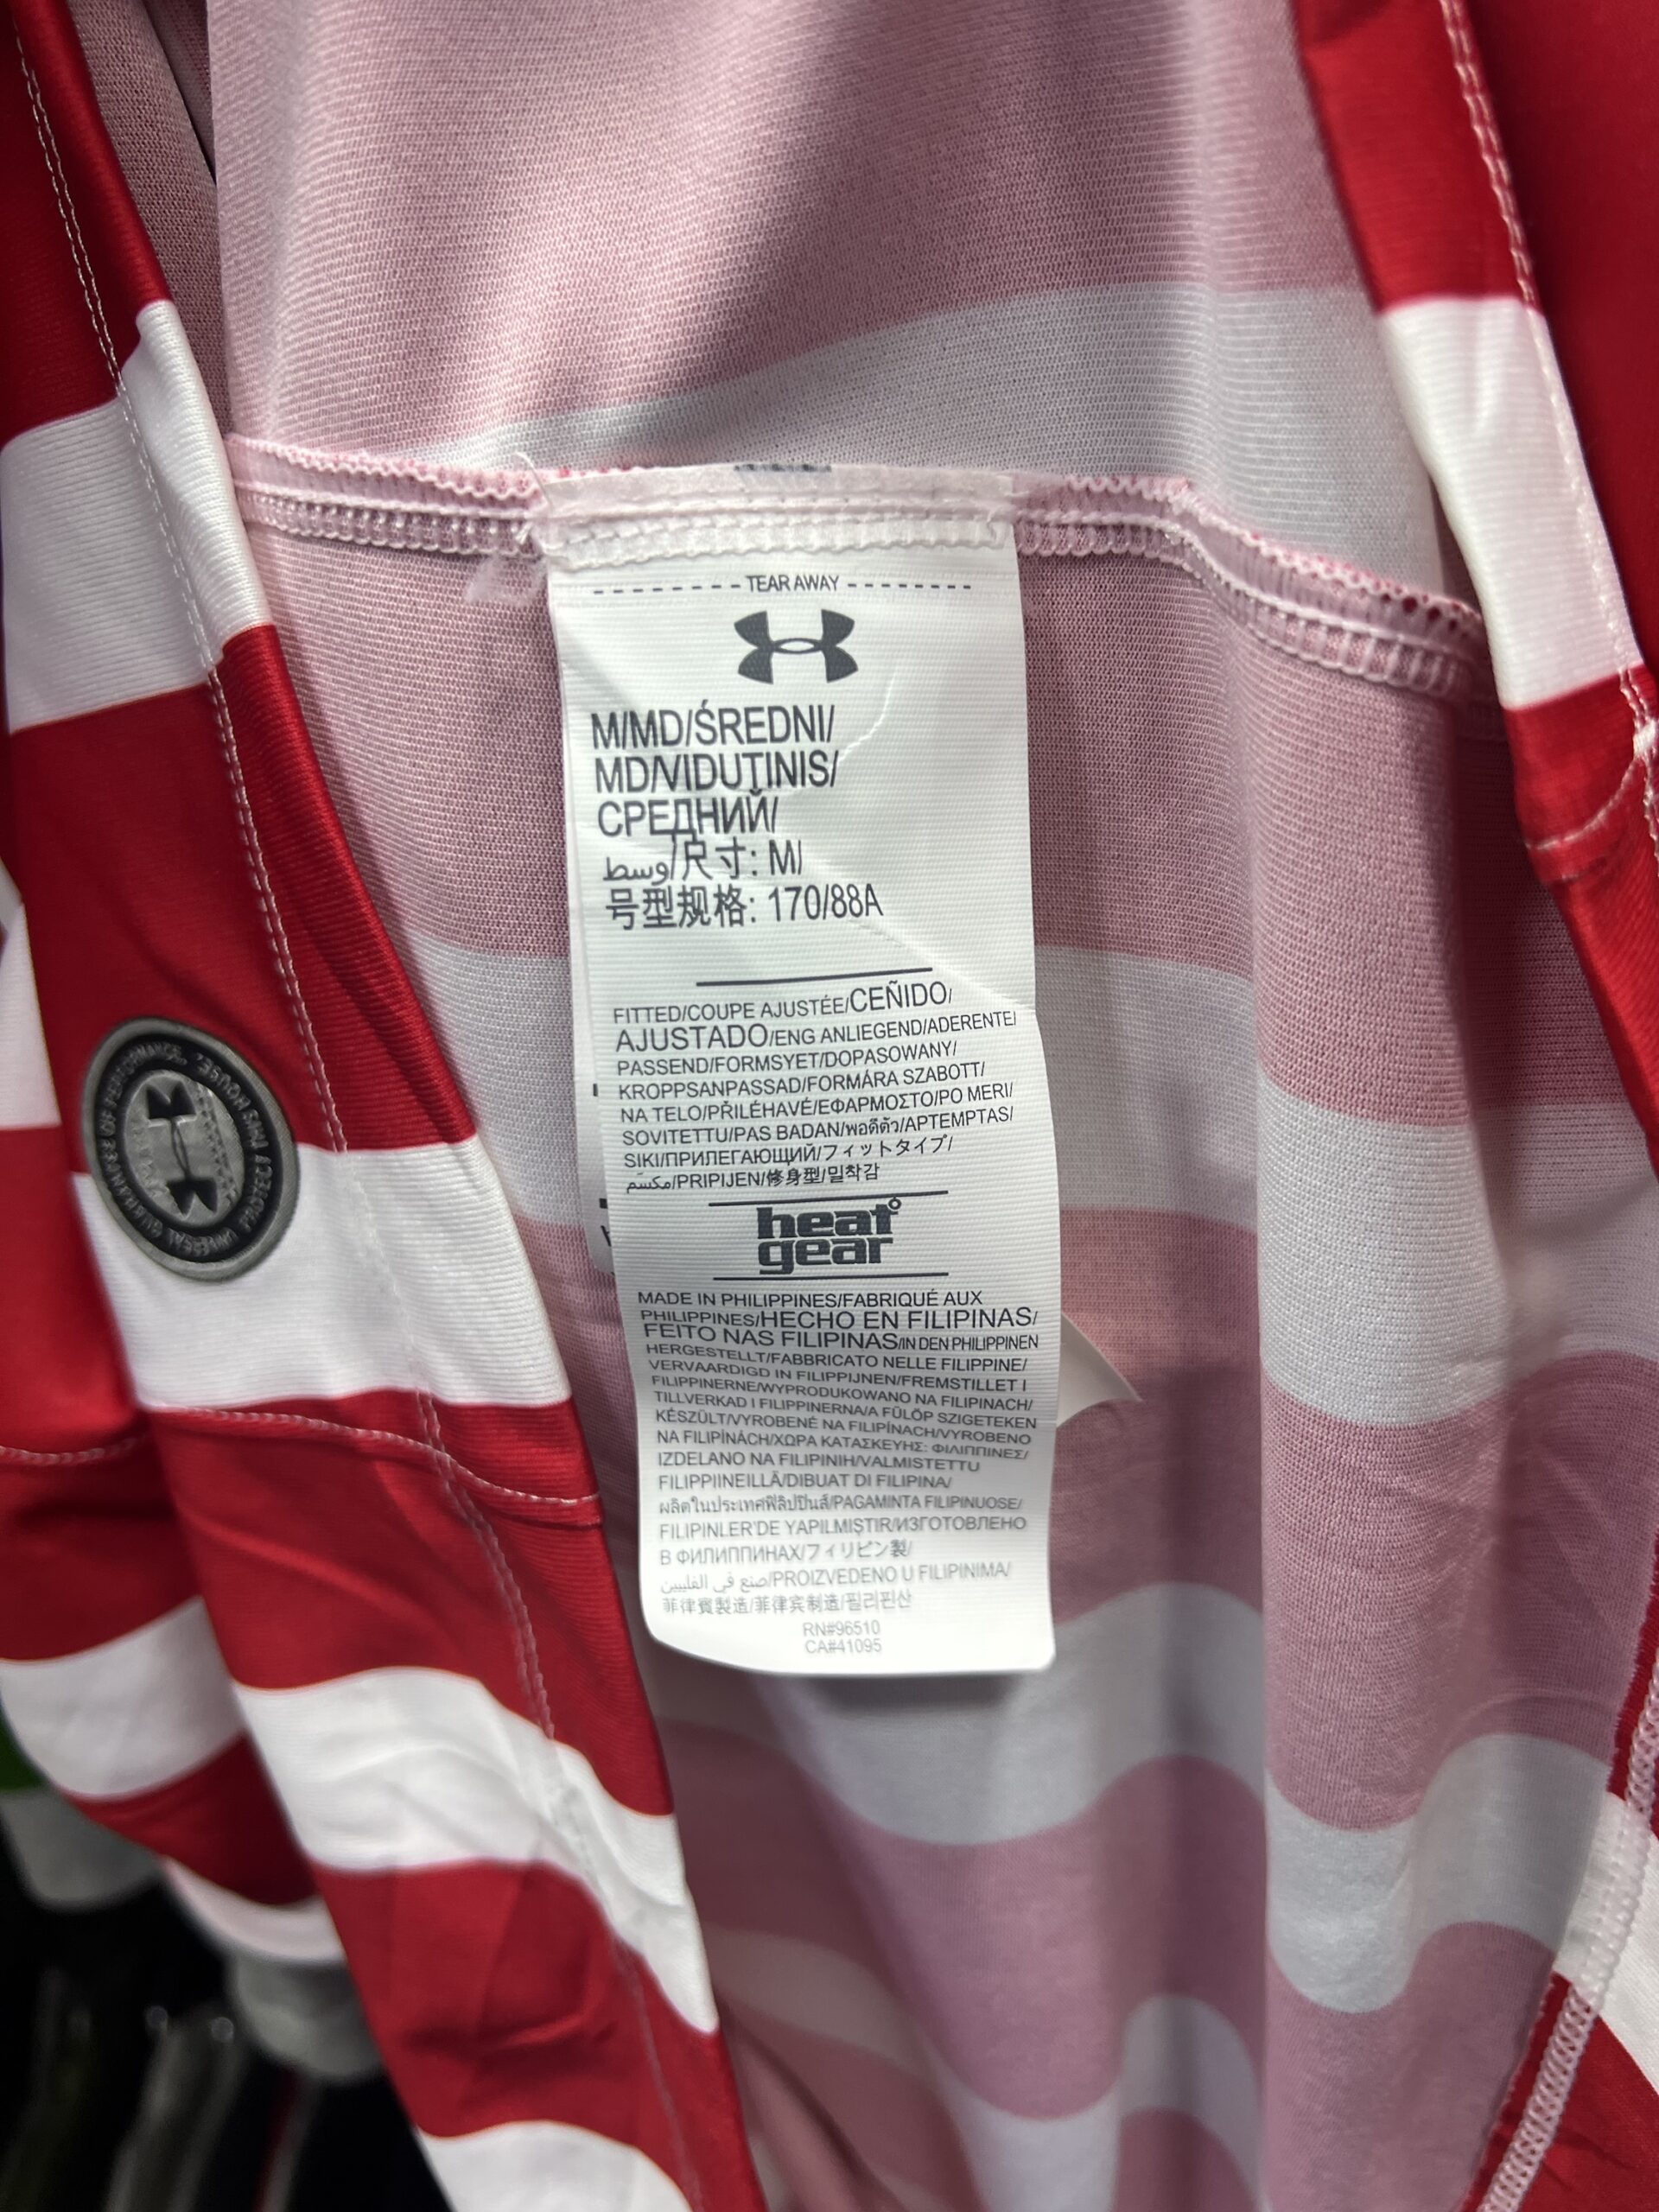 TEAR AWAY
M/MD/ŚREDNI/
MD/VIDUTINIS/
СРЕДНИЙ/
وسط/尺寸: M/
号型规格: 170/88A
FITTED/COUPE AJUSTÉE/CEÑIDO/
AJUSTADO/ENG ANLIEGEND/ADERENTE/
PASSEND/FORMSYET/DOPASOWANY/
KROPPSANPASSAD/FORMÁRA SZABOTT/
NA TELO/PŘILÉHAVÉ/ΕΦΑΡΜΟΣΤΟ/PO MERI/
SOVITETTU/PAS BADAN/พอดีตัว/APTEMPTAS/
SIKI/ПРИЛЕГАЮЩИЙ/フィットタイプ/
مكسّم/PRIPIJEN/修身型/밀착감
heat
gear
MADE IN PHILIPPINES/FABRIQUÉ AUX
PHILIPPINES/HECHO EN FILIPINAS/
FEITO NAS FILIPINAS/IN DEN PHILIPPINEN
HERGESTELLT/FABBRICATO NELLE FILIPPINE/
VERVAARDIGD IN FILIPPIJNEN/FREMSTILLET I
FILIPPINERNE/WYPRODUKOWANO NA FILIPINACH/
TILLVERKAD I FILIPPINERNA/A FÜLÖP SZIGETEKEN
KÉSZÜLT/VYROBENÉ NA FILIPÍNACH/VYROBENO
NA FILIPÍNÁCH/ΧΩΡΑ ΚΑΤΑΣΚΕΥΗΣ: ΦΙΛΙΠΠΙΝΕΣ/
IZDELANO NA FILIPINIH/VALMISTETTU
FILIPPIINEILLÄ/DIBUAT DI FILIPINA/
ผลิตในประเทศฟิลิปปินส์/PAGAMINTA FILIPINUOSE/
FILIPINLER'DE YAPILMIŞTIR/ИЗГОТОВЛЕНО
В ФИЛИППИНАХ/フィリピン製/
صنع في الفلبين/PROIZVEDENO U FILIPINIMA/
菲律賓製造/菲律宾制造/필리핀산
RN#96510
CA#41095
PROTECT THIS HOUSE
UNIVERSAL GUARANTEE OF PERFORMANCE